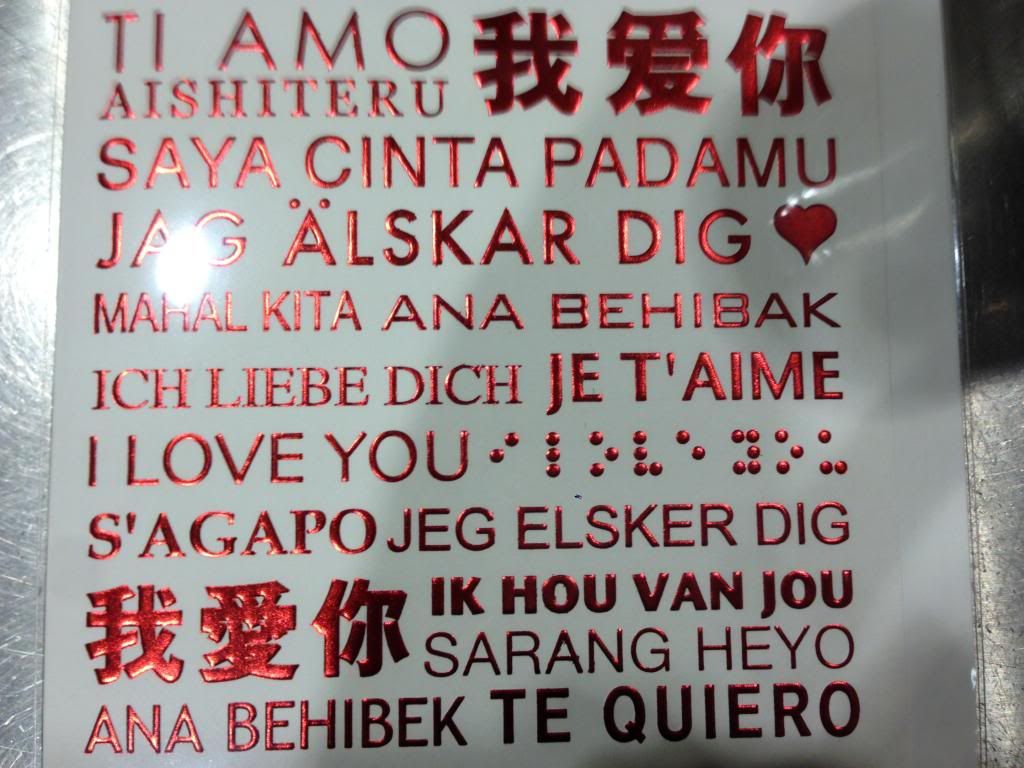 TI AMO 我爱你
AISHITERU
SAYA CINTA PADAMU
JAG ÄLSKAR DIG ♥
MAHAL KITA ANA BEHIBAK
ICH LIEBE DICH JE T'AIME
I LOVE YOU ⠊ ⠇⠕⠧⠑ ⠽⠕⠥
S'AGAPO JEG ELSKER DIG
我愛你 IK HOU VAN JOU
SARANG HEYO
ANA BEHIBEK TE QUIERO